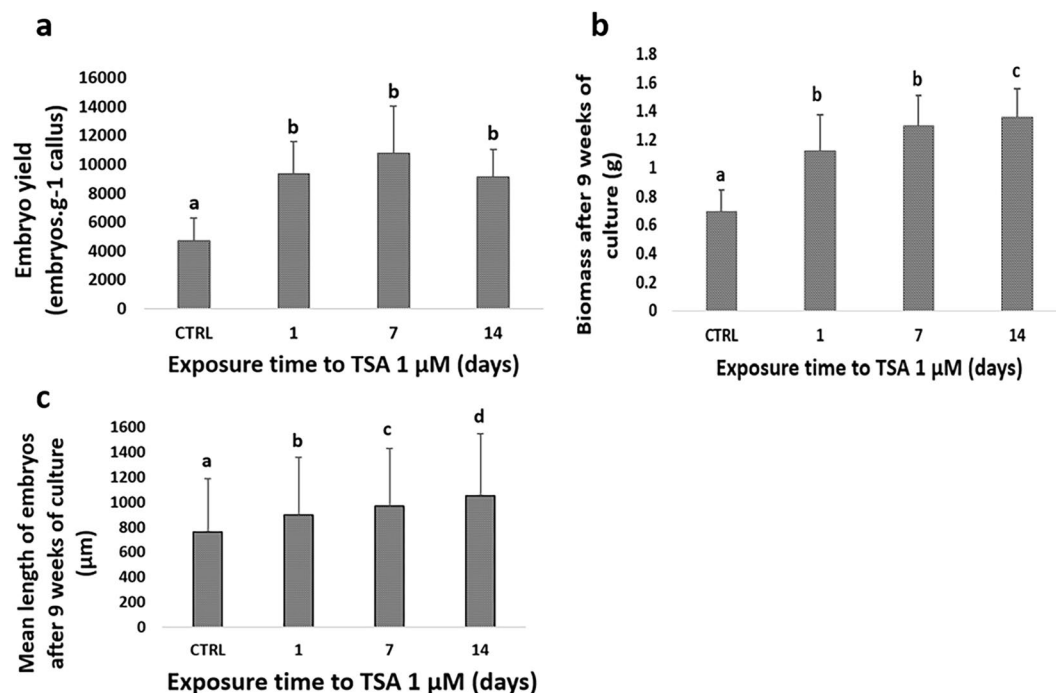 a
Embryo yield
(embryos.g-1 callus)
16000
14000
12000
10000
8000
6000
4000
2000
0
a
b
b
b
CTRL 1 7 14
Exposure time to TSA 1 µM (days)
b
Biomass after 9 weeks of
culture (g)
1.8
1.6
1.4
1.2
1
0.8
0.6
0.4
0.2
0
a
b
b
c
CTRL 1 7 14
Exposure time to TSA 1 µM (days)
c
Mean length of embryos
after 9 weeks of culture
(µm)
1600
1400
1200
1000
800
600
400
200
0
a
b
c
d
CTRL 1 7 14
Exposure time to TSA 1 µM (days)